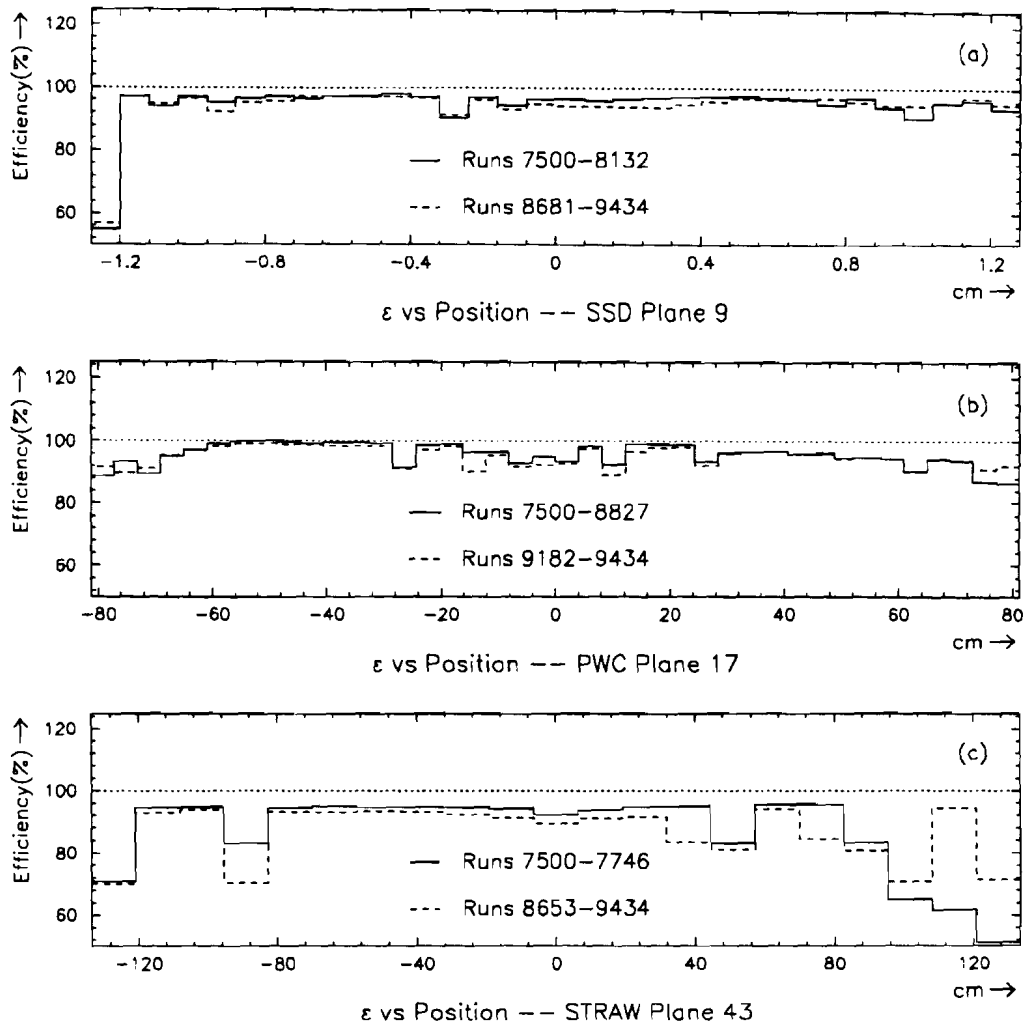 Efficiency(%) →
120
100
80
60
(a)
Runs 7500–8132
Runs 8681–9434
−1.2
−0.8
−0.4
0
0.4
0.8
1.2
cm →
ε vs Position –– SSD Plane 9
Efficiency(%) →
120
100
80
60
(b)
Runs 7500–8827
Runs 9182–9434
−80
−60
−40
−20
0
20
40
60
80
cm →
ε vs Position –– PWC Plane 17
Efficiency(%) →
120
100
80
60
(c)
Runs 7500–7746
Runs 8653–9434
−120
−80
−40
0
40
80
120
cm →
ε vs Position –– STRAW Plane 43